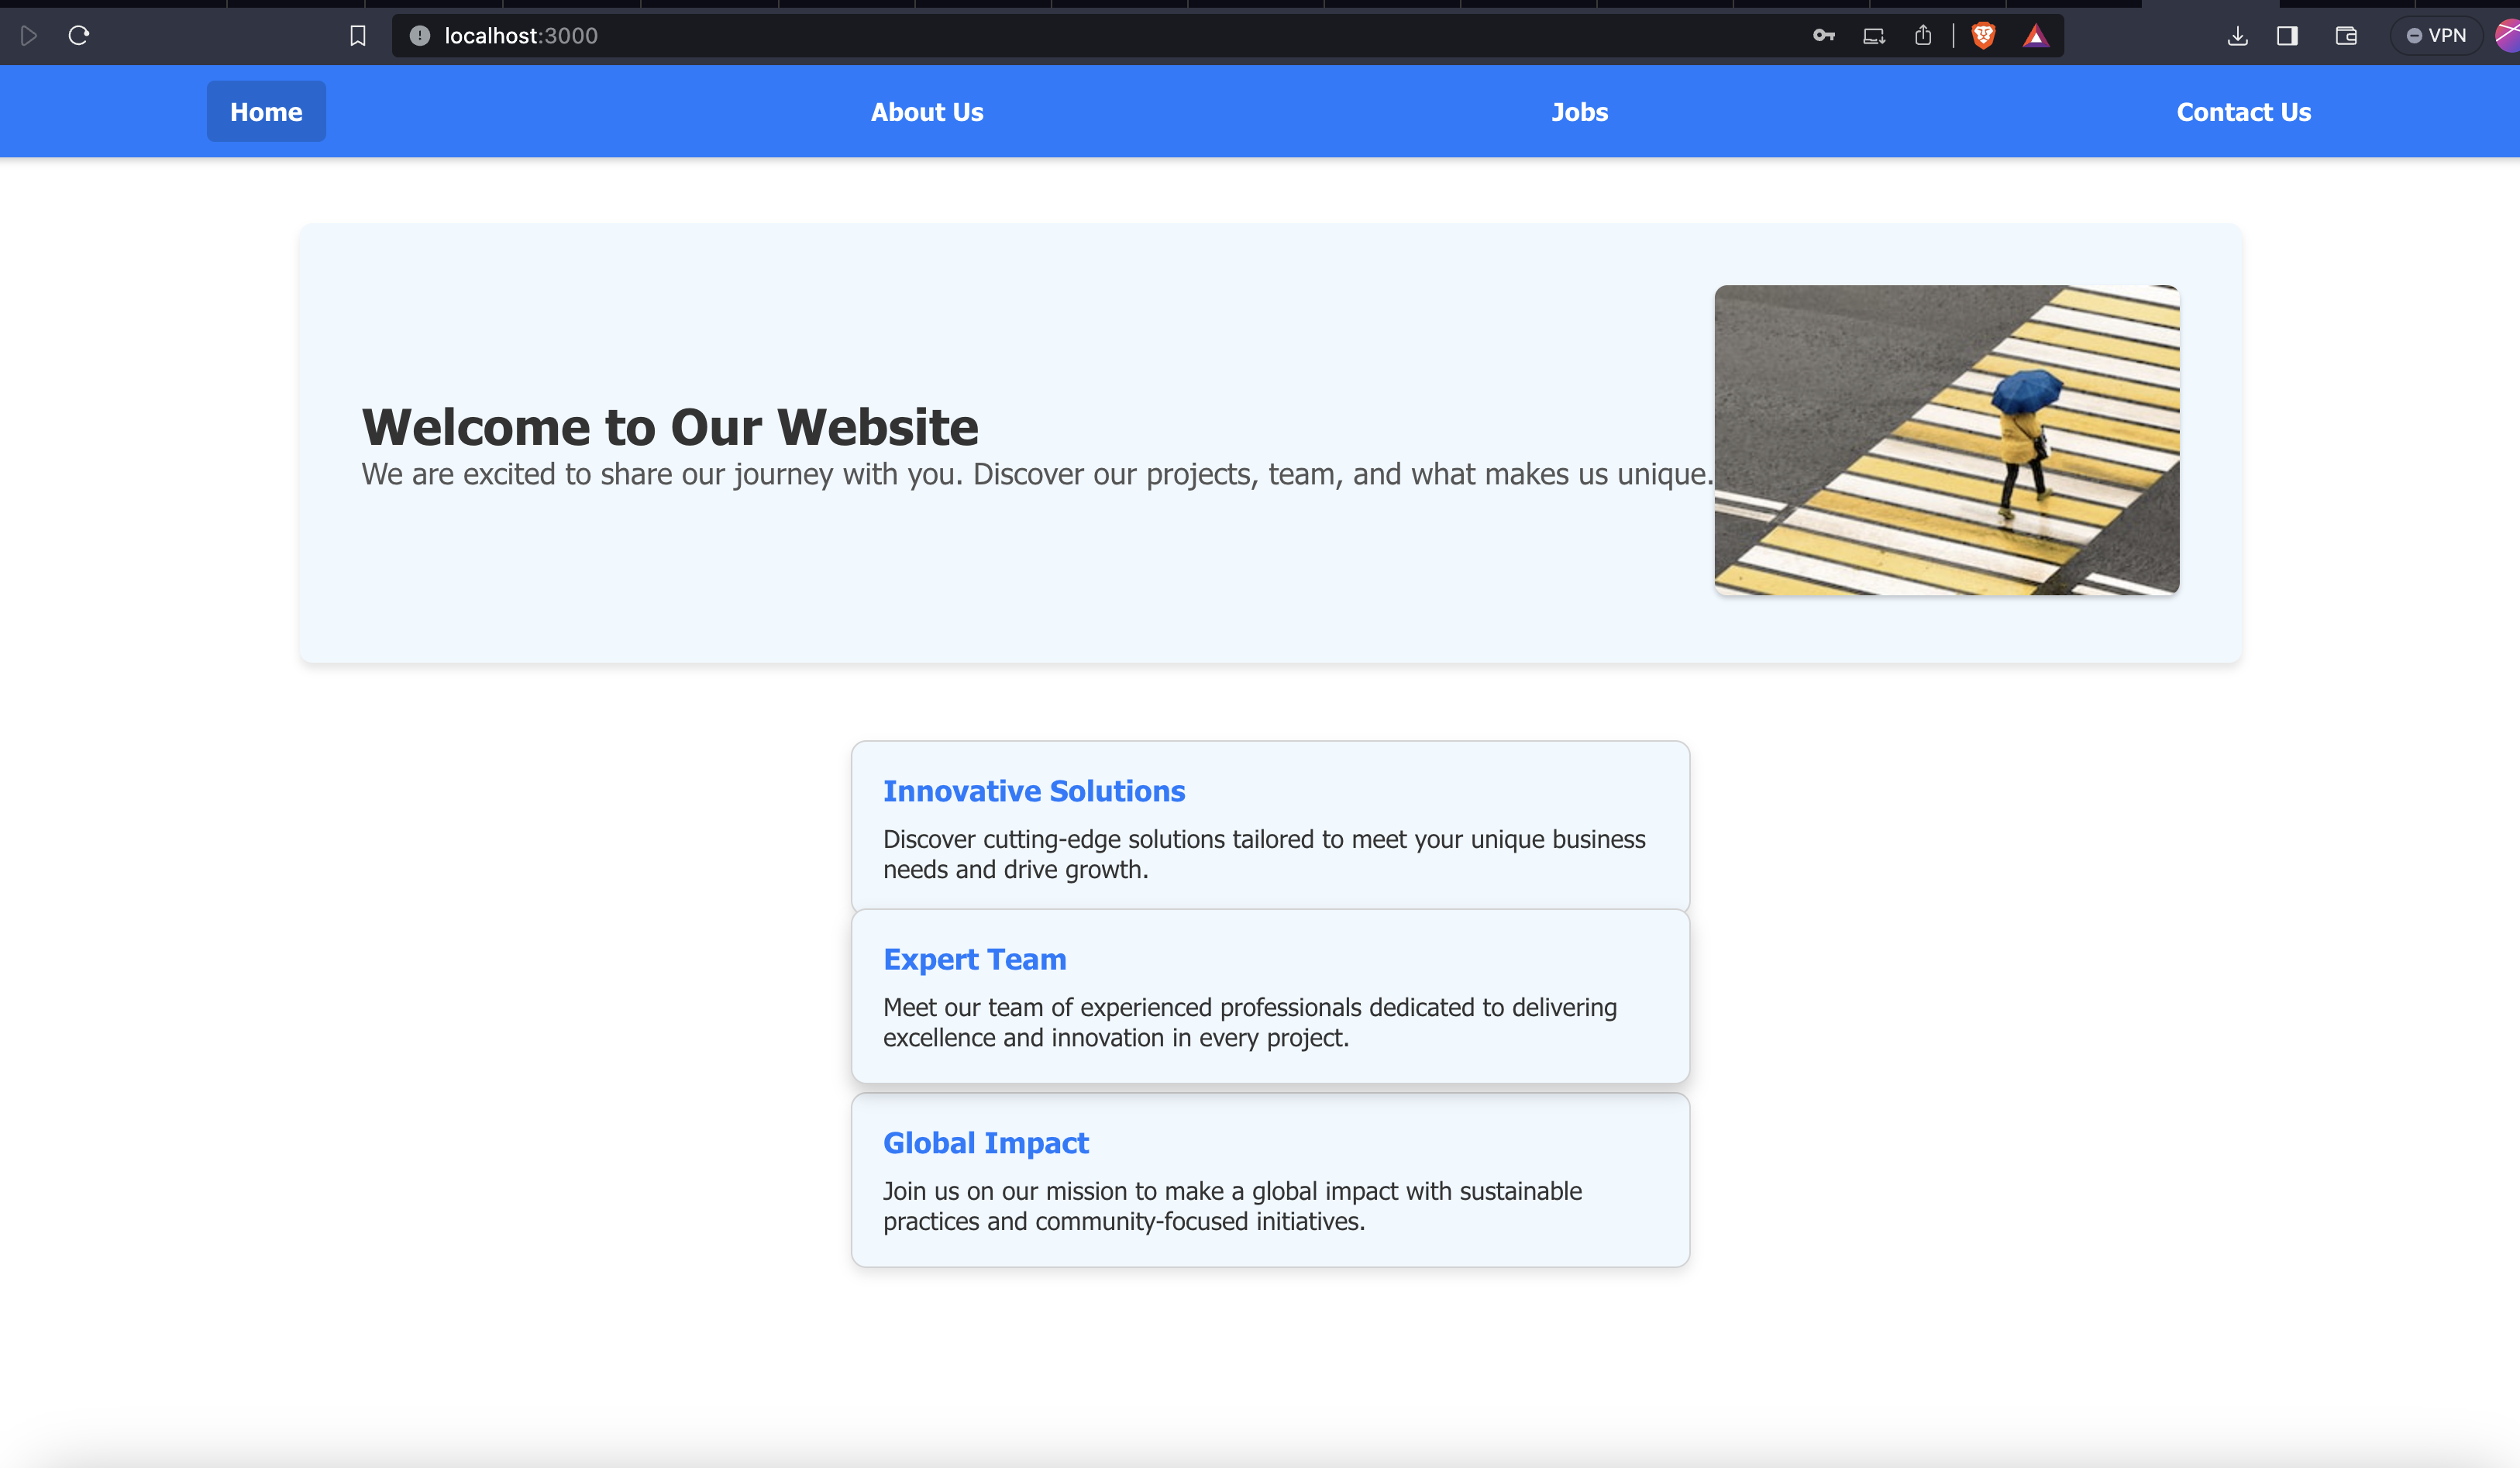 localhost:3000
VPN
Home
About Us
Jobs
Contact Us
Welcome to Our Website
We are excited to share our journey with you. Discover our projects, team, and what makes us unique.
Innovative Solutions
Discover cutting-edge solutions tailored to meet your unique business
needs and drive growth.
Expert Team
Meet our team of experienced professionals dedicated to delivering
excellence and innovation in every project.
Global Impact
Join us on our mission to make a global impact with sustainable
practices and community-focused initiatives.